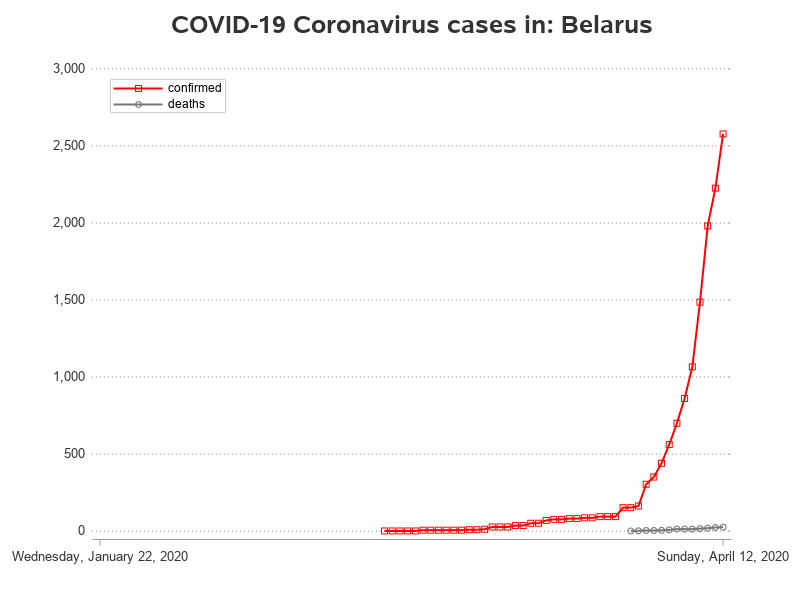 COVID-19 Coronavirus cases in: Belarus
3,000
confirmed
deaths
2,500
2,000
1,500
1,000
500
0
Wednesday, January 22, 2020
Sunday, April 12, 2020